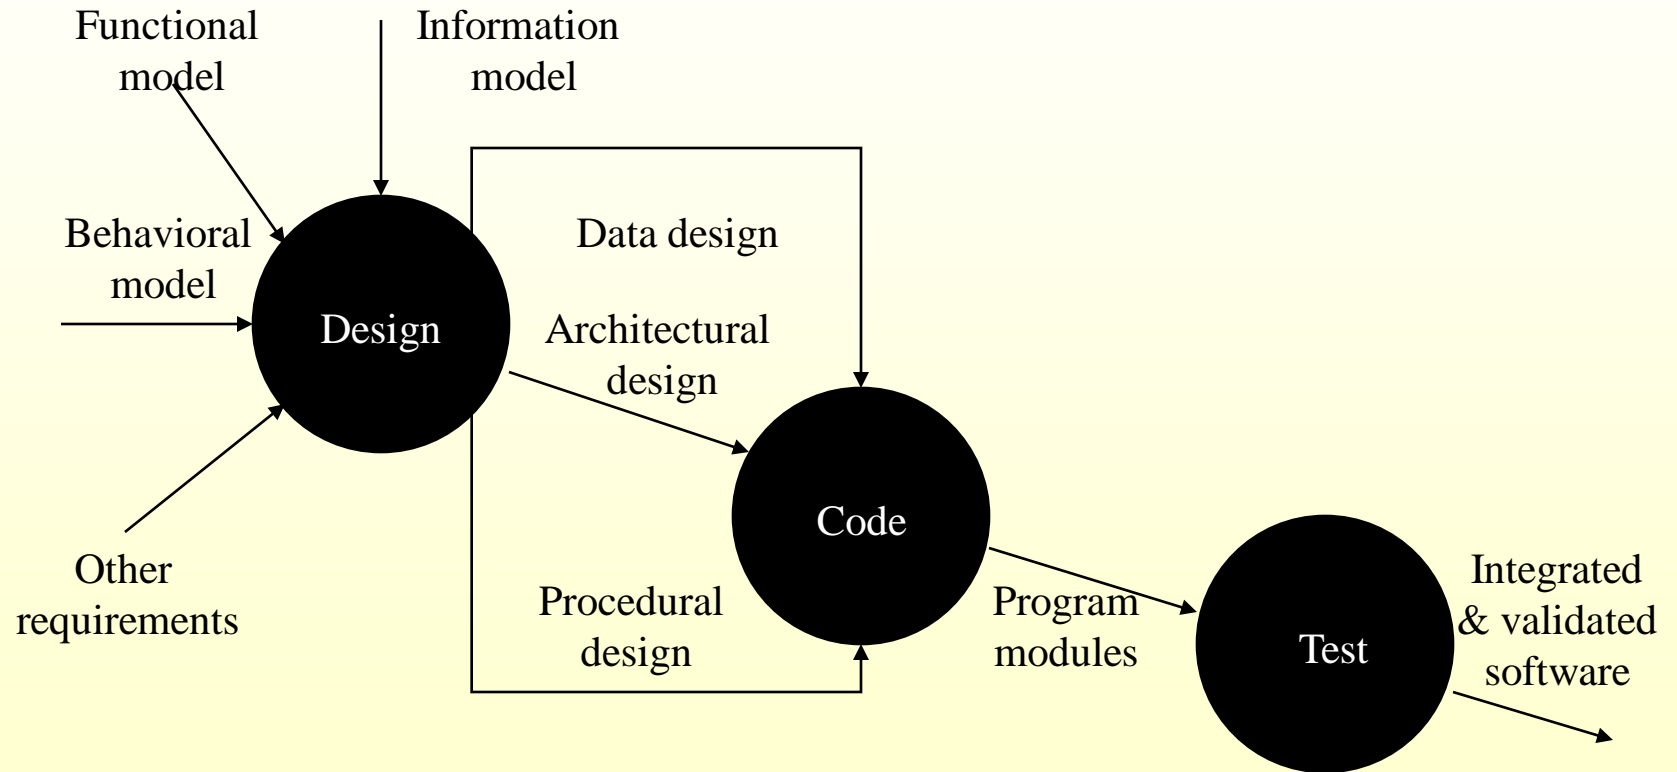 Functional
model
Information
model
Behavioral
model
Data design
Design
Architectural
design
Code
Other
requirements
Procedural
design
Program
modules
Test
Integrated
& validated
software